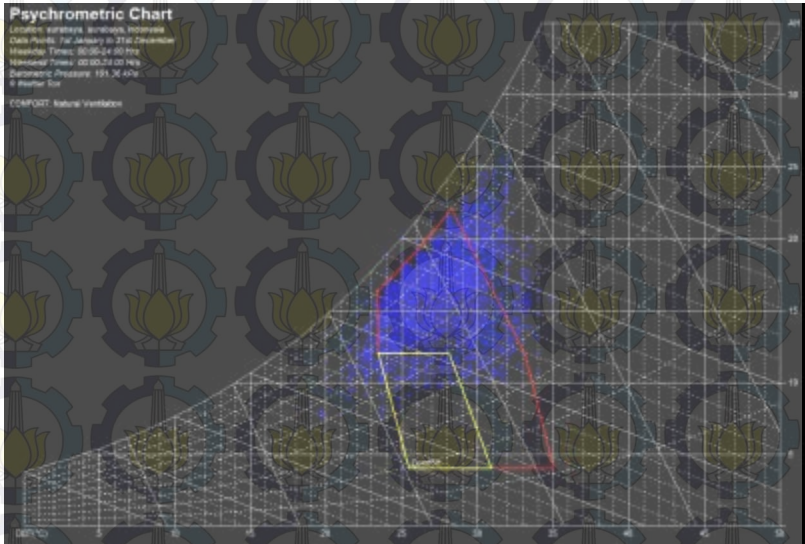 Psychrometric Chart
Location: surabaya, surabaya, Indonesia
Data Points: 1st January to 31st December
Weekday Times: 00:00-24:00 Hrs
Weekend Times: 00:00-24:00 Hrs
Barometric Pressure: 101.36 kPa
© Weather Tool
COMFORT: Natural Ventilation
AH
30
25
20
15
10
5
Comfort
DBT(°C) 5 10 15 20 25 30 35 40 45 50